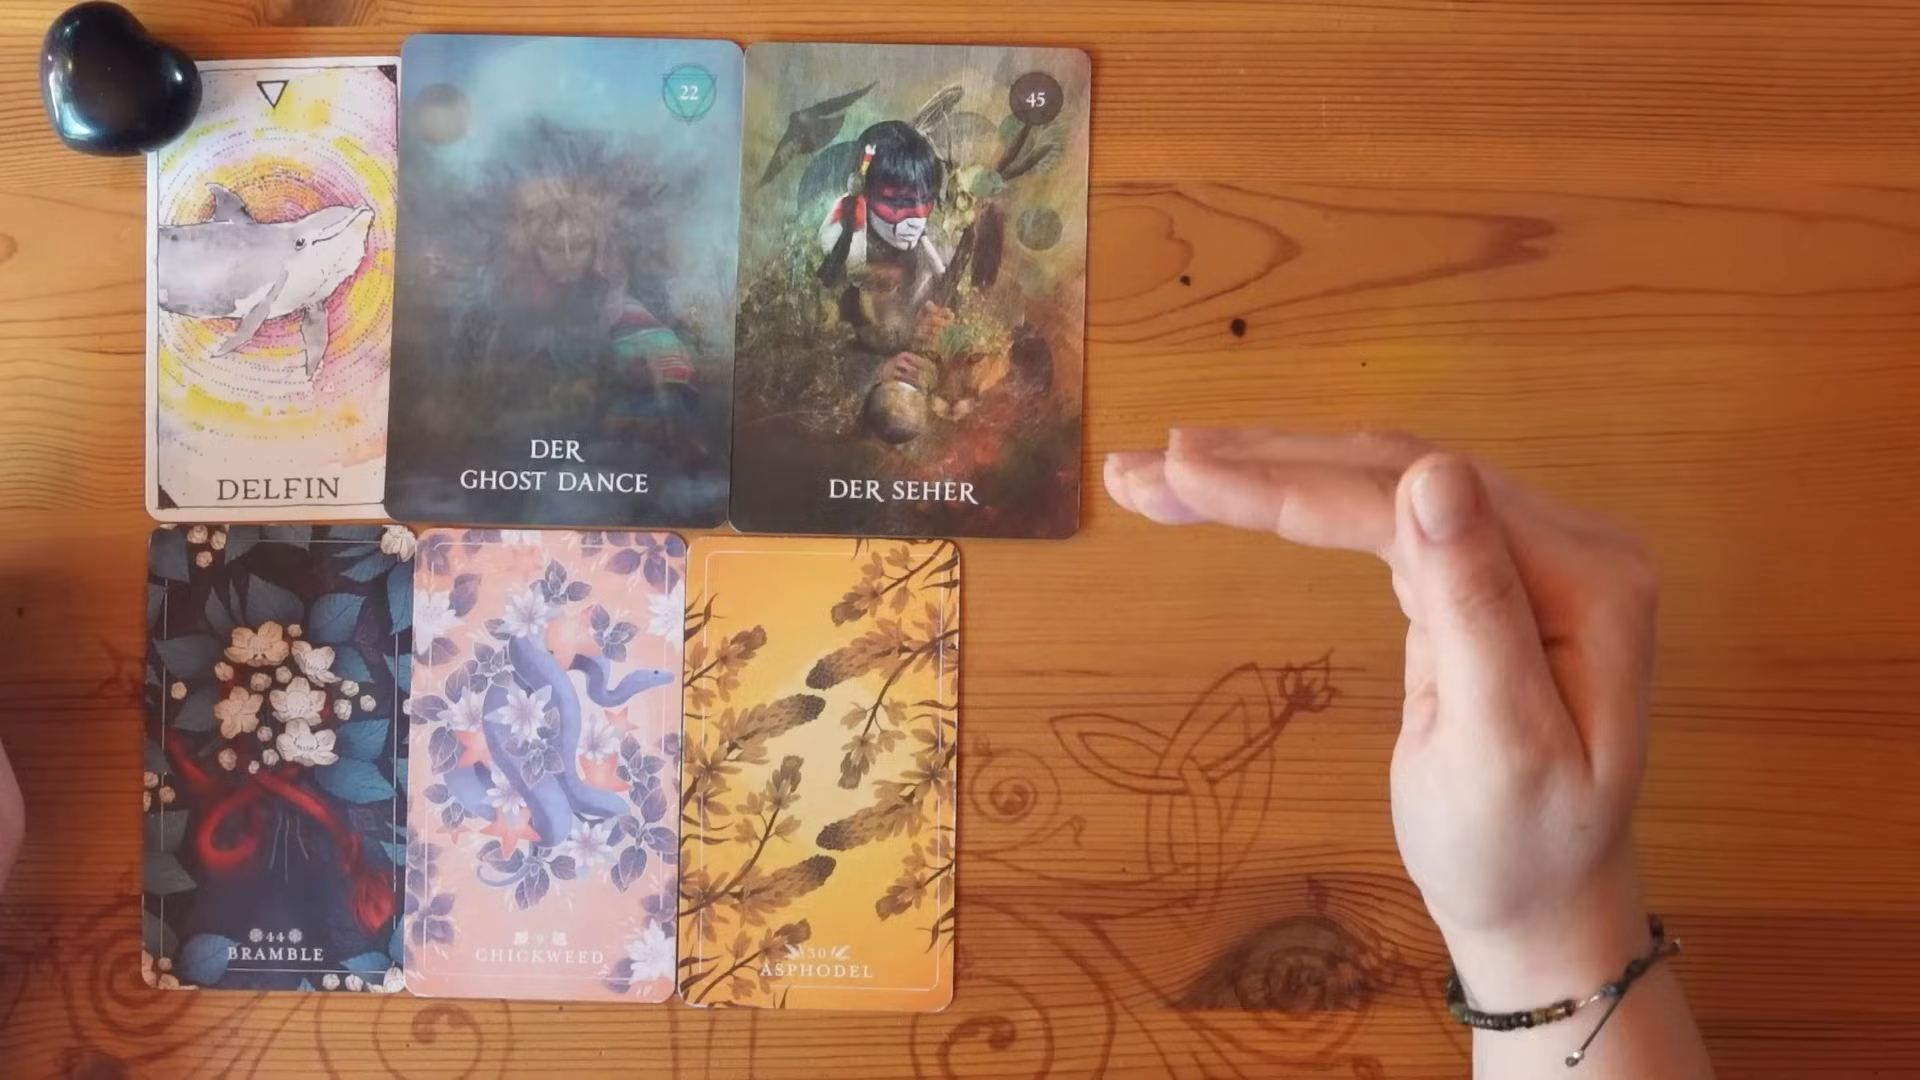 DELFIN
22
DER
GHOST DANCE
45
DER SEHER
44
BRAMBLE
9
CHICKWEED
30
ASPHODEL